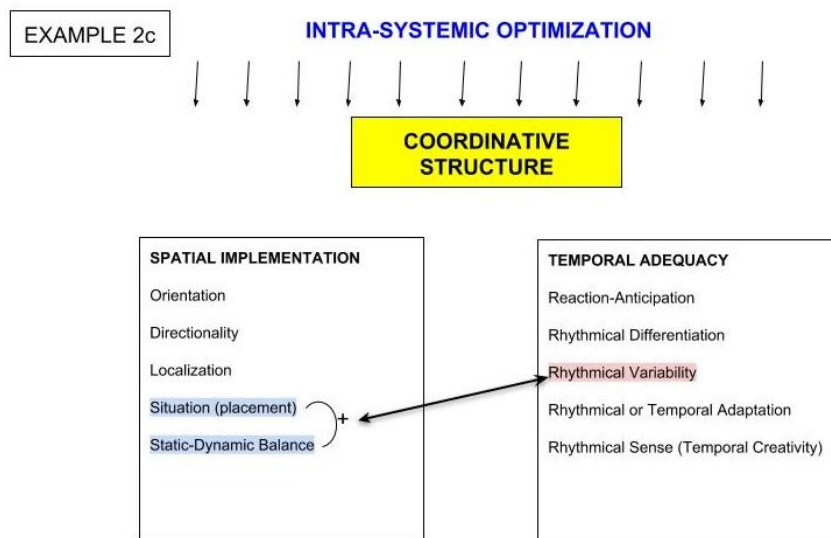 EXAMPLE 2c
INTRA-SYSTEMIC OPTIMIZATION
COORDINATIVE
STRUCTURE
SPATIAL IMPLEMENTATION
Orientation
Directionality
Localization
Situation (placement)
Static-Dynamic Balance
+
TEMPORAL ADEQUACY
Reaction-Anticipation
Rhythmical Differentiation
Rhythmical Variability
Rhythmical or Temporal Adaptation
Rhythmical Sense (Temporal Creativity)